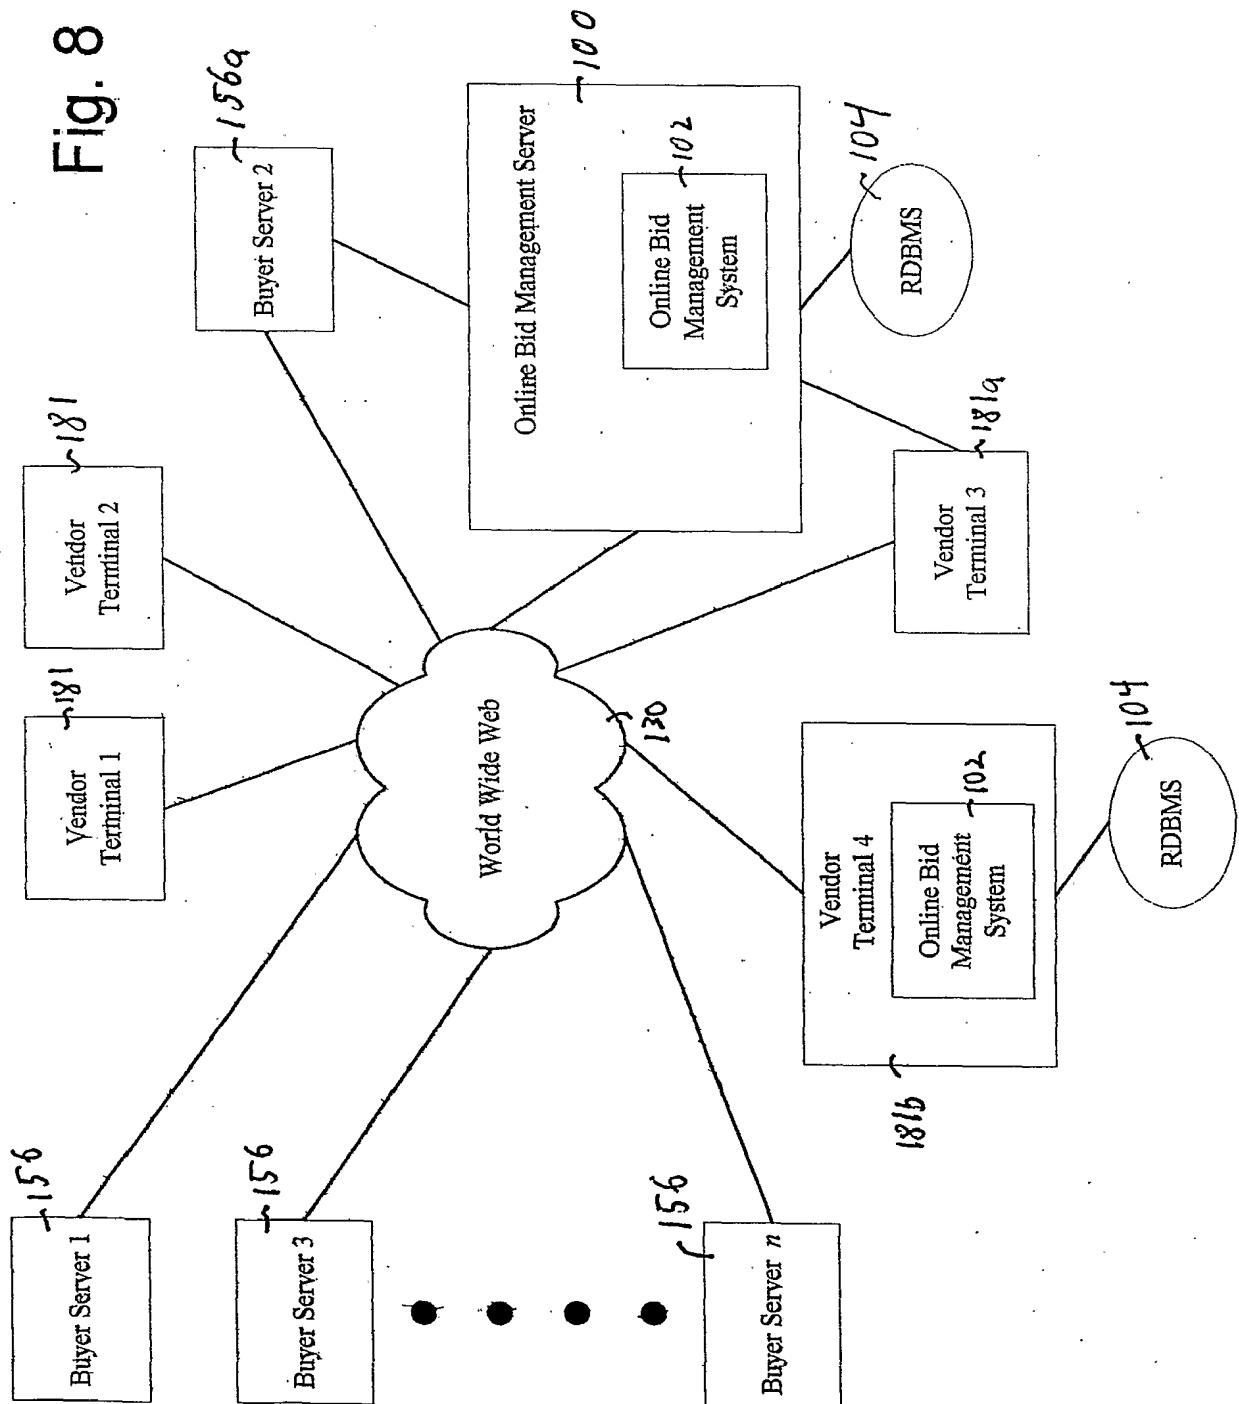 Fig. 8
Buyer Server 1
156
Buyer Server 3
156
Buyer Server n
156
Vendor
Terminal 1
181
Vendor
Terminal 2
181
Buyer Server 2
156a
World Wide Web
130
Online Bid Management Server
100
Online Bid
Management
System
102
RDBMS
104
Vendor
Terminal 3
181a
Vendor
Terminal 4
181b
Online Bid
Management
System
102
RDBMS
104